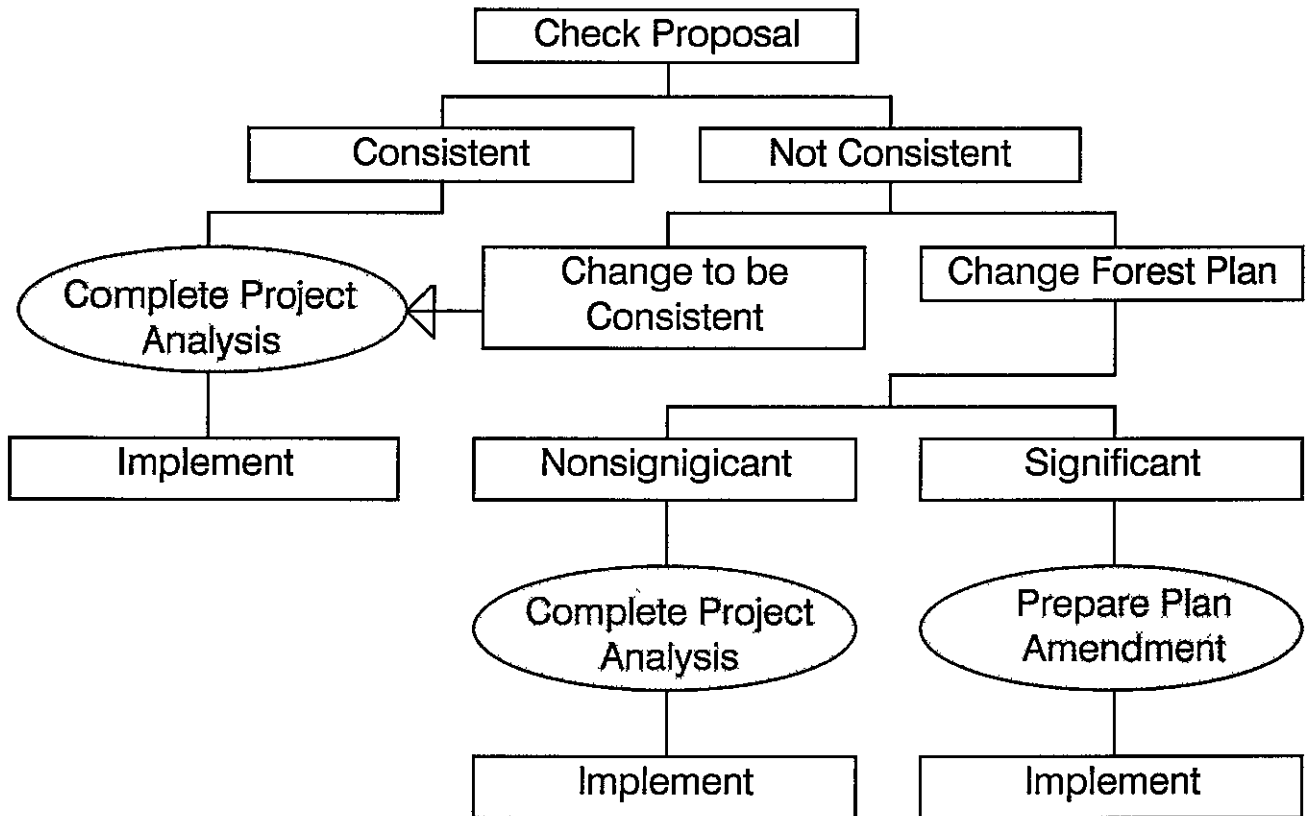 Check Proposal
Consistent
Not Consistent
Complete Project
Analysis
Change to be
Consistent
Change Forest Plan
Implement
Nonsignigicant
Significant
Complete Project
Analysis
Prepare Plan
Amendment
Implement
Implement